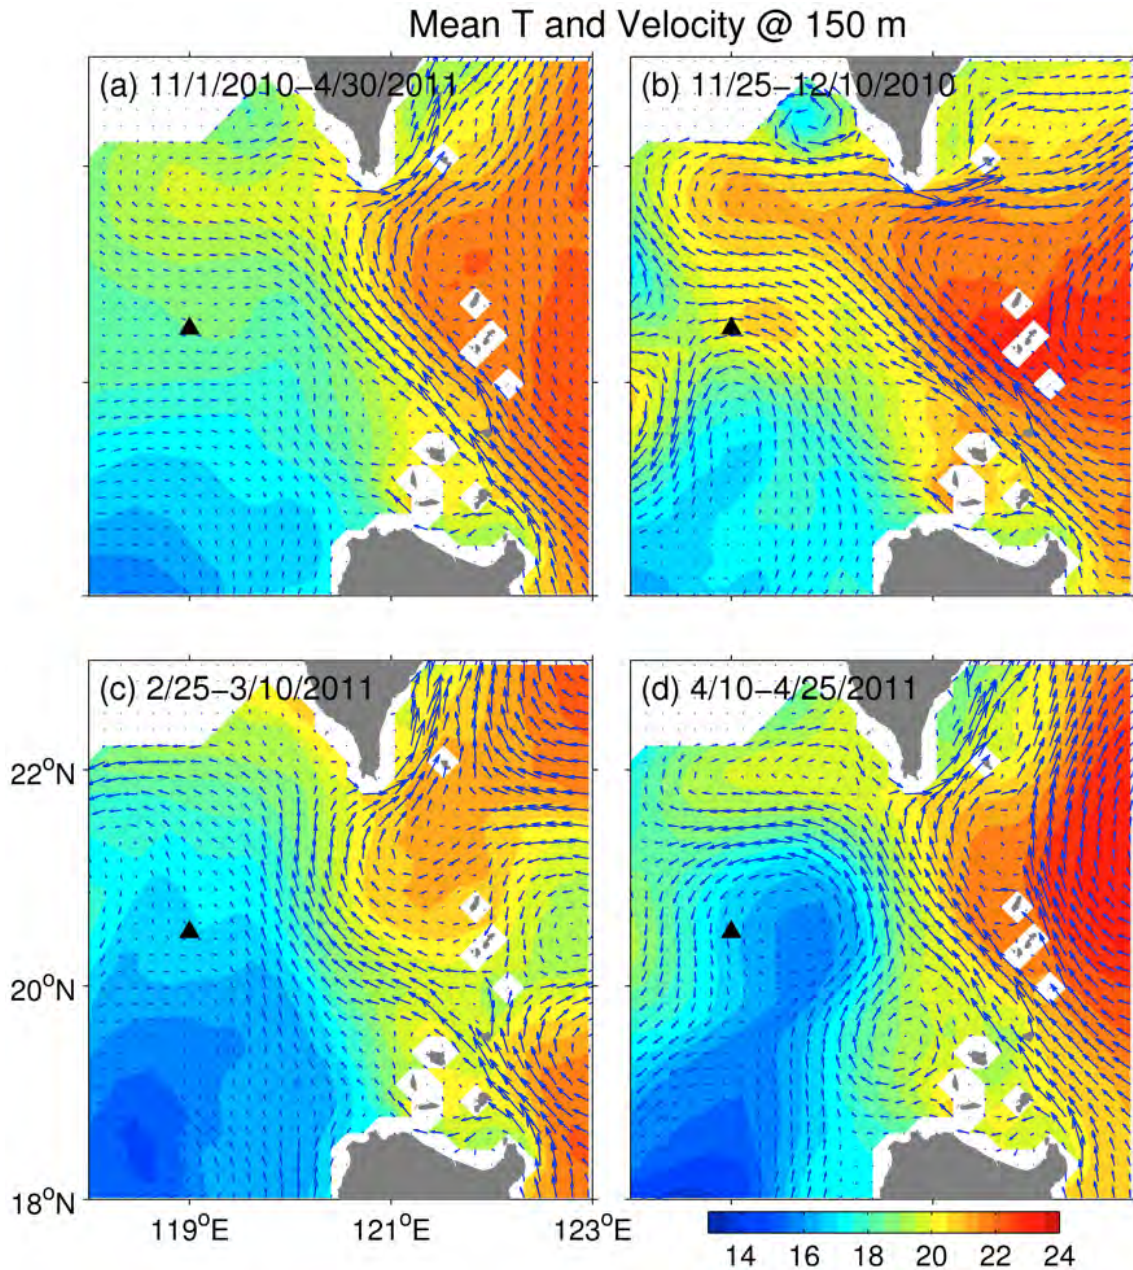 Mean T and Velocity @ 150 m
(a) 11/1/2010−4/30/2011
(b) 11/25−12/10/2010
(c) 2/25−3/10/2011
(d) 4/10−4/25/2011
22°N
20°N
18°N
119°E 121°E 123°E
14 16 18 20 22 24